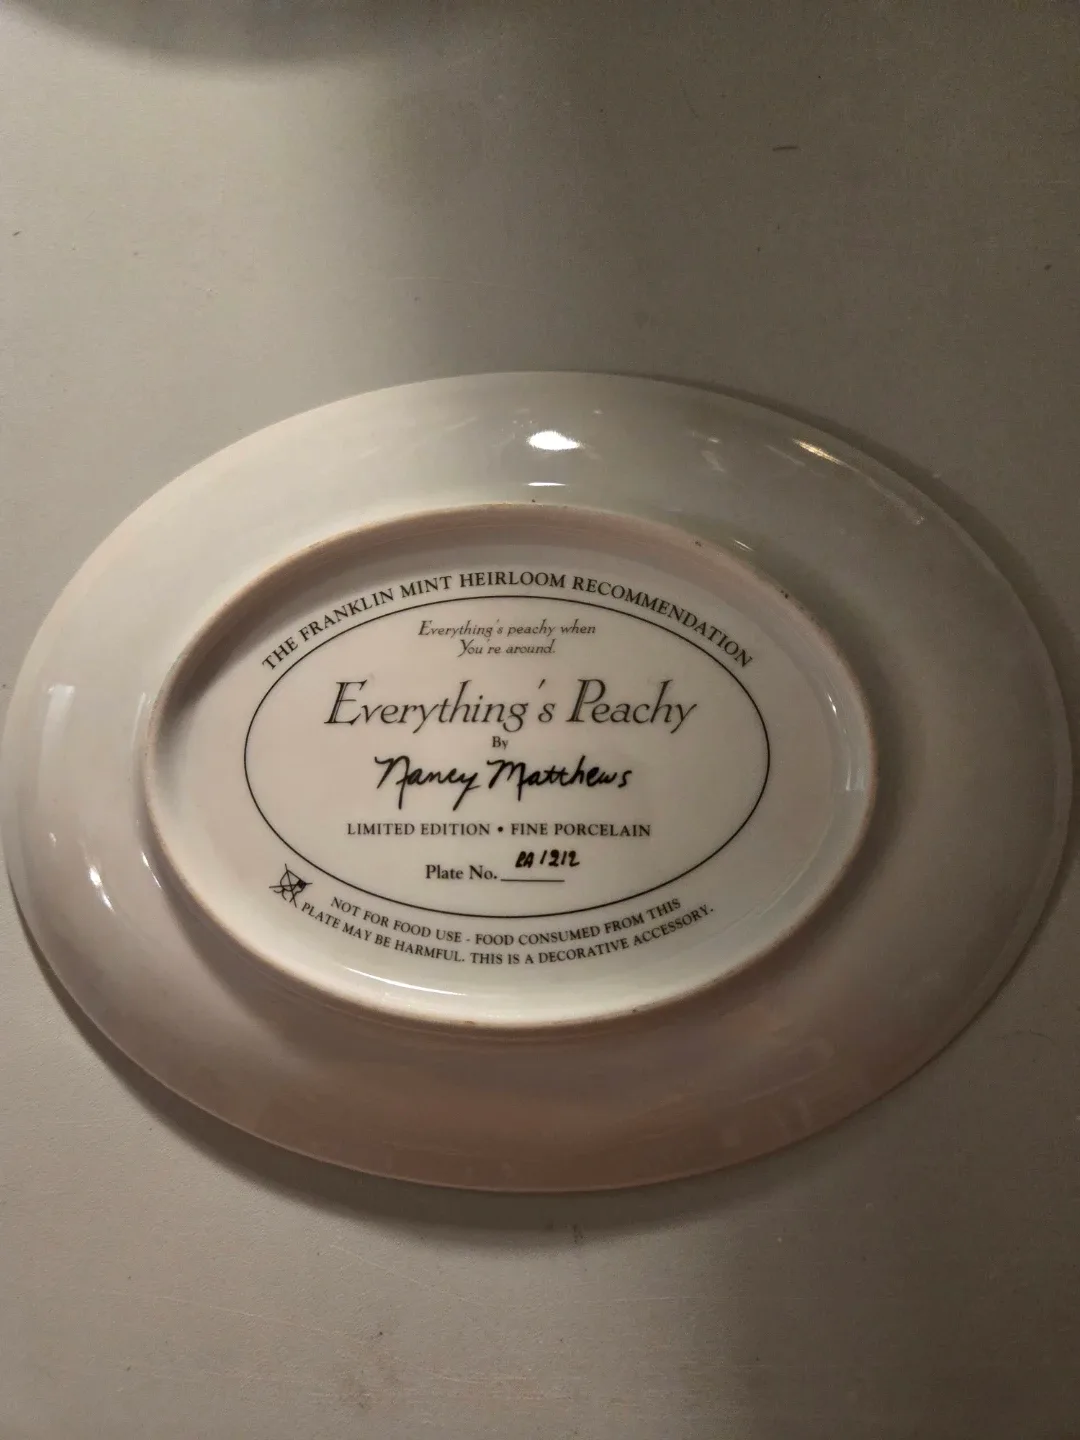 THE FRANKLIN MINT HEIRLOOM RECOMMENDATION
Everything's peachy when
You're around.
Everything's Peachy
By
Nancy Matthews
LIMITED EDITION • FINE PORCELAIN
Plate No. RA1212
NOT FOR FOOD USE - FOOD CONSUMED FROM THIS
PLATE MAY BE HARMFUL. THIS IS A DECORATIVE ACCESSORY.